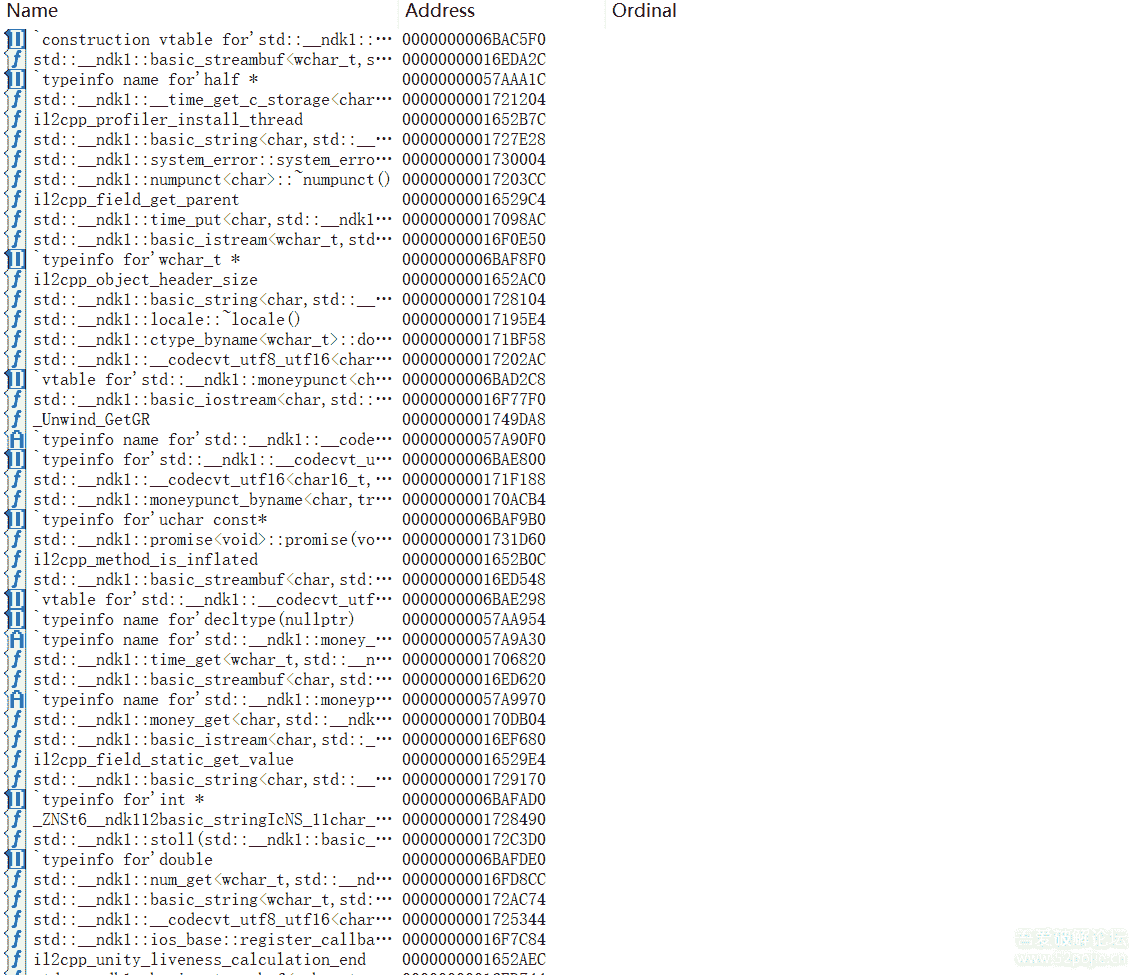 Name Address Ordinal
`construction vtable for'std::__ndk1::… 0000000006BAC5F0
std::__ndk1::basic_streambuf<wchar_t,s… 00000000016EDA2C
`typeinfo name for'half * 00000000057AAA1C
std::__ndk1::__time_get_c_storage<char… 0000000001721204
il2cpp_profiler_install_thread 0000000001652B7C
std::__ndk1::basic_string<char,std::__… 0000000001727E28
std::__ndk1::system_error::system_erro… 0000000001730004
std::__ndk1::numpunct<char>::~numpunct() 00000000017203CC
il2cpp_field_get_parent 00000000016529C4
std::__ndk1::time_put<char,std::__ndk1… 00000000017098AC
std::__ndk1::basic_istream<wchar_t,std… 00000000016F0E50
`typeinfo for'wchar_t * 0000000006BAF8F0
il2cpp_object_header_size 0000000001652AC0
std::__ndk1::basic_string<char,std::__… 0000000001728104
std::__ndk1::locale::~locale() 00000000017195E4
std::__ndk1::ctype_byname<wchar_t>::do… 000000000171BF58
std::__ndk1::__codecvt_utf8_utf16<char… 00000000017202AC
`vtable for'std::__ndk1::moneypunct<ch… 0000000006BAD2C8
std::__ndk1::basic_iostream<char,std::… 00000000016F77F0
_Unwind_GetGR 0000000001749DA8
`typeinfo name for'std::__ndk1::__code… 00000000057A90F0
`typeinfo for'std::__ndk1::__codecvt_u… 0000000006BAE800
std::__ndk1::__codecvt_utf16<char16_t,… 000000000171F188
std::__ndk1::moneypunct_byname<char,tr… 000000000170ACB4
`typeinfo for'uchar const* 0000000006BAF9B0
std::__ndk1::promise<void>::promise(vo… 0000000001731D60
il2cpp_method_is_inflated 0000000001652B0C
std::__ndk1::basic_streambuf<char,std:… 00000000016ED548
`vtable for'std::__ndk1::__codecvt_utf… 0000000006BAE298
`typeinfo name for'decltype(nullptr) 00000000057AA954
`typeinfo name for'std::__ndk1::money_… 00000000057A9A30
std::__ndk1::time_get<wchar_t,std::__n… 0000000001706820
std::__ndk1::basic_streambuf<char,std:… 00000000016ED620
`typeinfo name for'std::__ndk1::moneyp… 00000000057A9970
std::__ndk1::money_get<char,std::__ndk… 000000000170DB04
std::__ndk1::basic_istream<char,std::_… 00000000016EF680
il2cpp_field_static_get_value 00000000016529E4
std::__ndk1::basic_string<char,std::__… 0000000001729170
`typeinfo for'int * 0000000006BAFAD0
_ZNSt6__ndk112basic_stringIcNS_11char_… 0000000001728490
std::__ndk1::stoll(std::__ndk1::basic_… 000000000172C3D0
`typeinfo for'double 0000000006BAFDE0
std::__ndk1::num_get<wchar_t,std::__nd… 00000000016FD8CC
std::__ndk1::basic_string<wchar_t,std:… 000000000172AC74
std::__ndk1::__codecvt_utf8_utf16<char… 0000000001725344
std::__ndk1::ios_base::register_callba… 00000000016F7C84
il2cpp_unity_liveness_calculation_end 0000000001652AEC
吾爱破解论坛
www.52pojie.cn